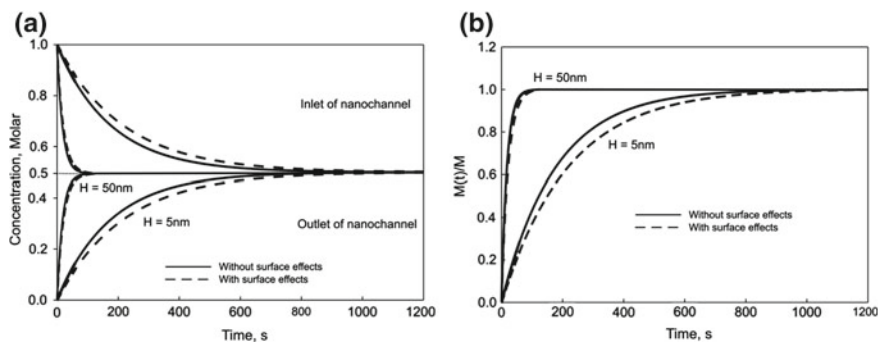 (a)
Concentration, Molar
1.0
0.8
0.6
0.5
0.4
0.2
0.0
Inlet of nanochannel
H = 50nm
H = 5nm
Outlet of nanochannel
Without surface effects
With surface effects
0 200 400 600 800 1000 1200
Time, s
(b)
M(t)/M
1.2
1.0
0.8
0.6
0.4
0.2
0.0
H = 50nm
H = 5nm
Without surface effects
With surface effects
0 200 400 600 800 1000 1200
Time, s